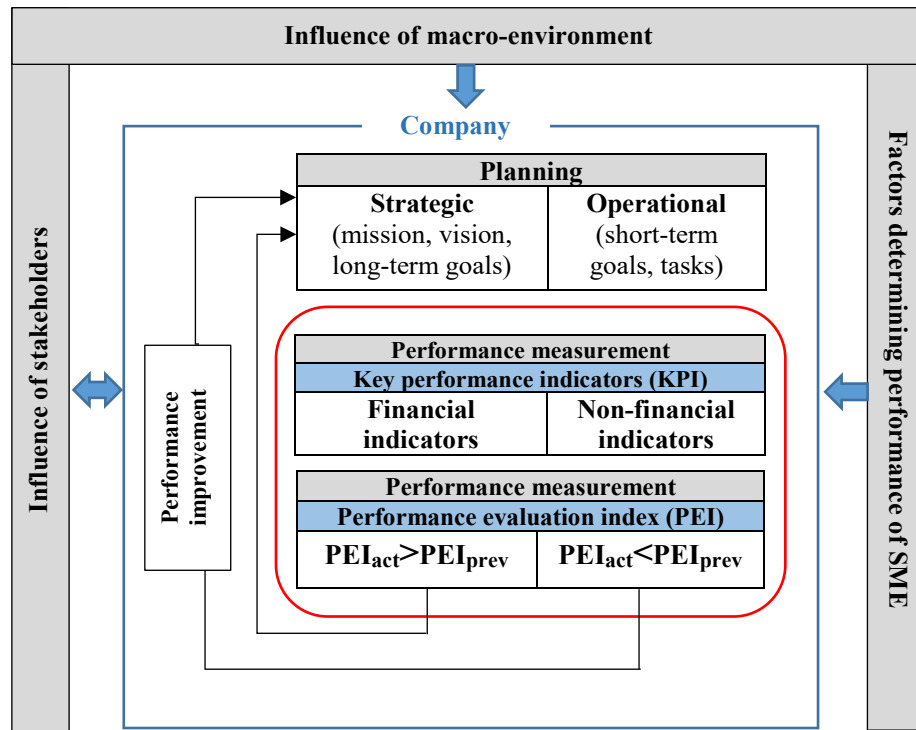 Influence of macro-environment
Influence of stakeholders
Factors determining performance of SME
Company
Planning
Strategic
(mission, vision,
long-term goals)
Operational
(short-term
goals, tasks)
Performance
improvement
Performance measurement
Key performance indicators (KPI)
Financial
indicators
Non-financial
indicators
Performance measurement
Performance evaluation index (PEI)
PEIact>PEIprev
PEIact<PEIprev